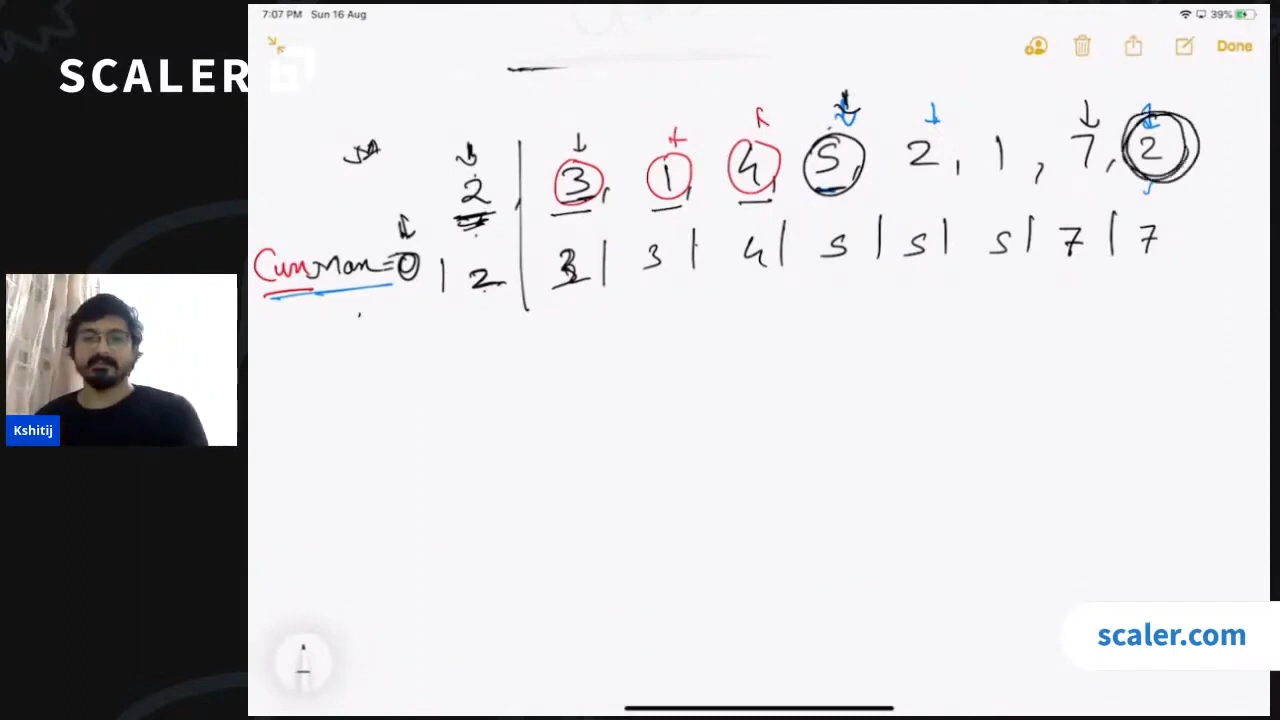 7:07 PM Sun 16 Aug
39%
Done
SCALER
2, 3, 1, 4, 5, 2, 1, 7, 2
CurrMax=0 | 2 | 3 | 3 | 4 | 5 | 5 | 5 | 7 | 7
Kshitij
scaler.com